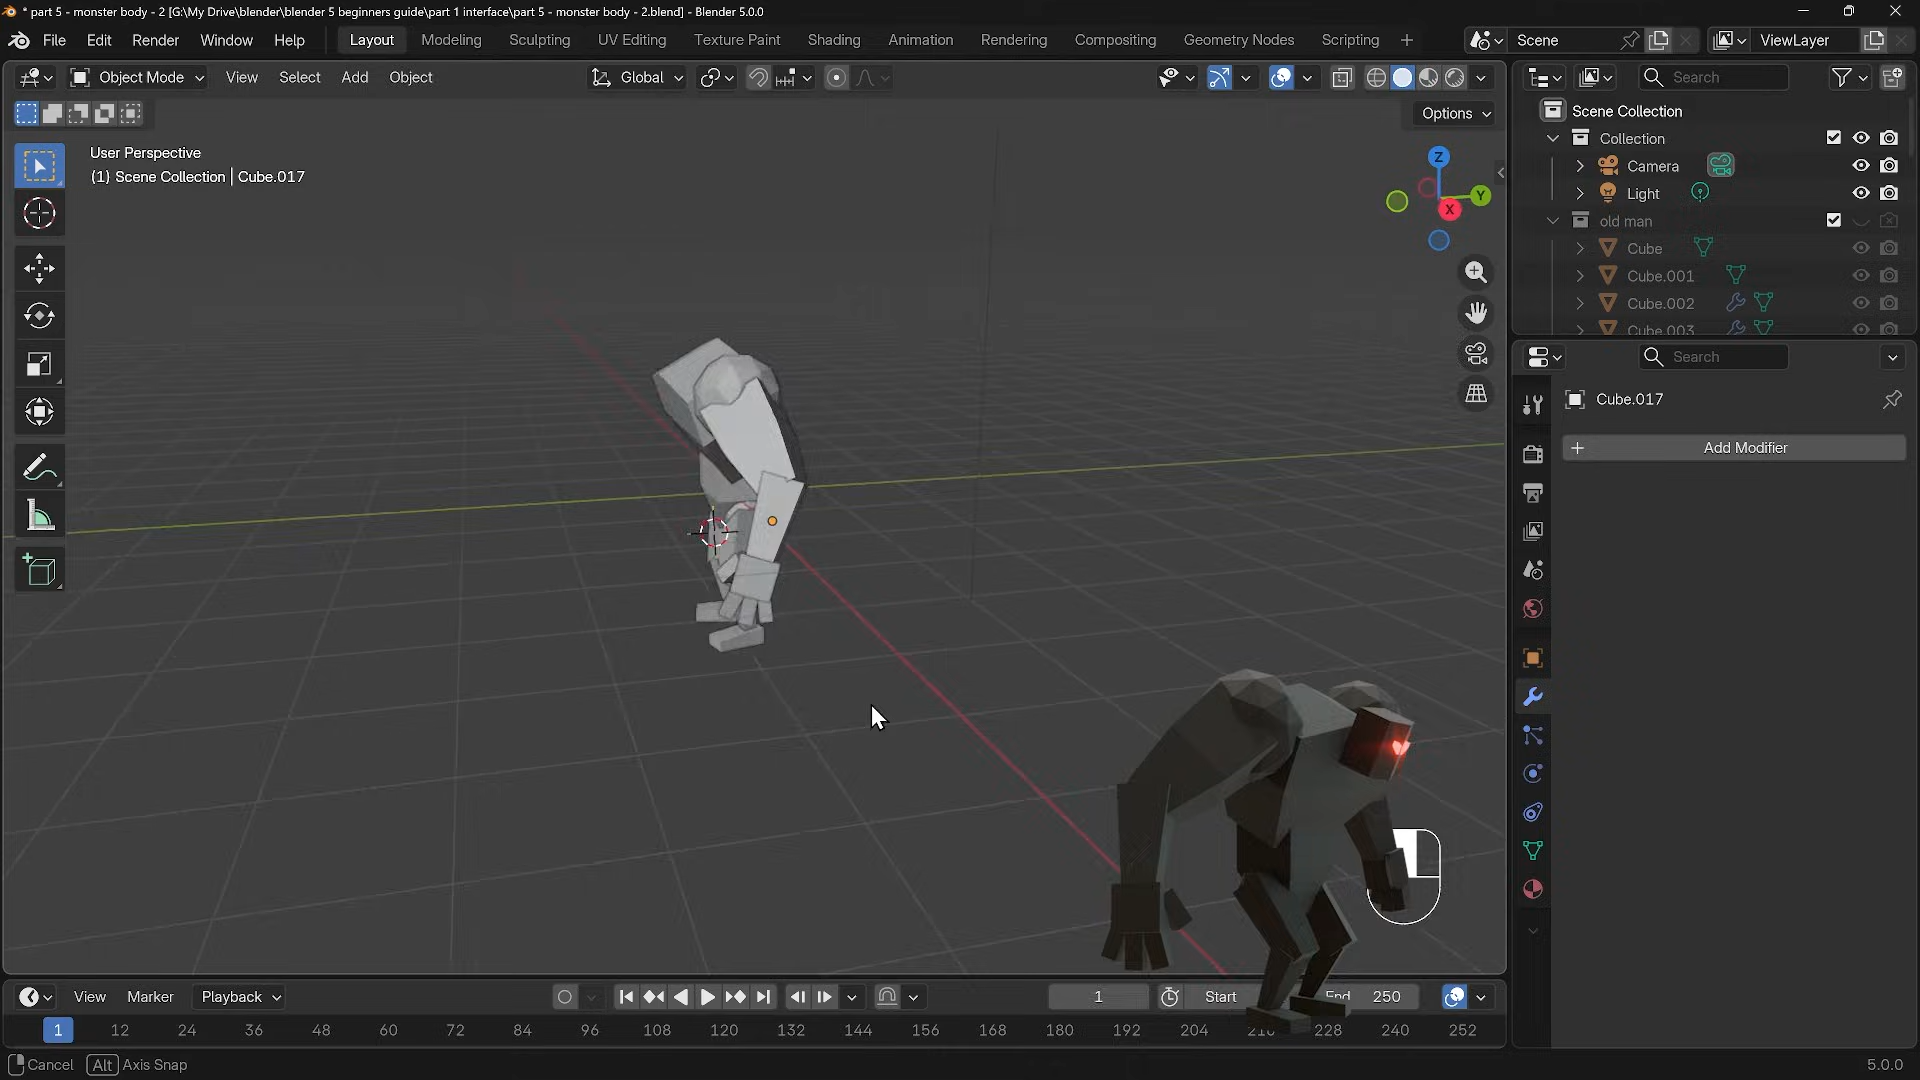 * part 5 - monster body - 2 [G:\My Drive\blender\blender 5 beginners guide\part 1 interface\part 5 - monster body - 2.blend] - Blender 5.0.0
File Edit Render Window Help Layout Modeling Sculpting UV Editing Texture Paint Shading Animation Rendering Compositing Geometry Nodes Scripting + Scene ViewLayer
Object Mode View Select Add Object Global Search
Options
Scene Collection
Collection
Camera
Light
old man
Cube
Cube.001
Cube.002
Cube.003
User Perspective
(1) Scene Collection | Cube.017
Z
Y
X
Search
Cube.017
+ Add Modifier
View Marker Playback 1 Start End 250
1 12 24 36 48 60 72 84 96 108 120 132 144 156 168 180 192 204 216 228 240 252
Cancel Alt Axis Snap 5.0.0